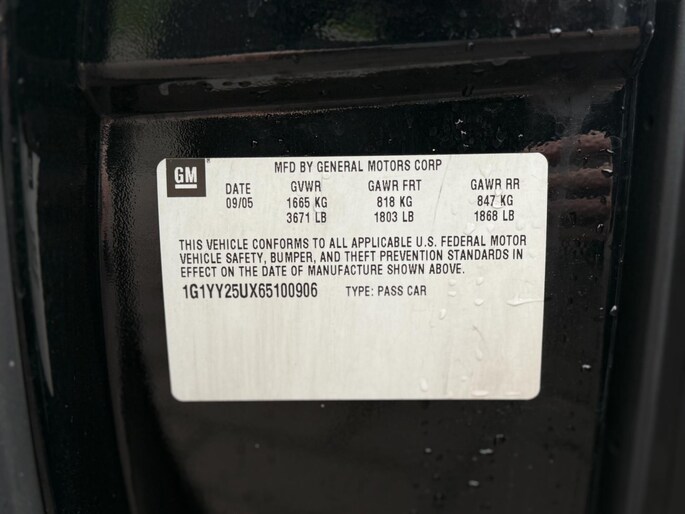 GM
MFD BY GENERAL MOTORS CORP
DATE GVWR GAWR FRT GAWR RR
09/05 1665 KG 818 KG 847 KG
3671 LB 1803 LB 1868 LB
THIS VEHICLE CONFORMS TO ALL APPLICABLE U.S. FEDERAL MOTOR
VEHICLE SAFETY, BUMPER, AND THEFT PREVENTION STANDARDS IN
EFFECT ON THE DATE OF MANUFACTURE SHOWN ABOVE.
1G1YY25UX65100906 TYPE: PASS CAR